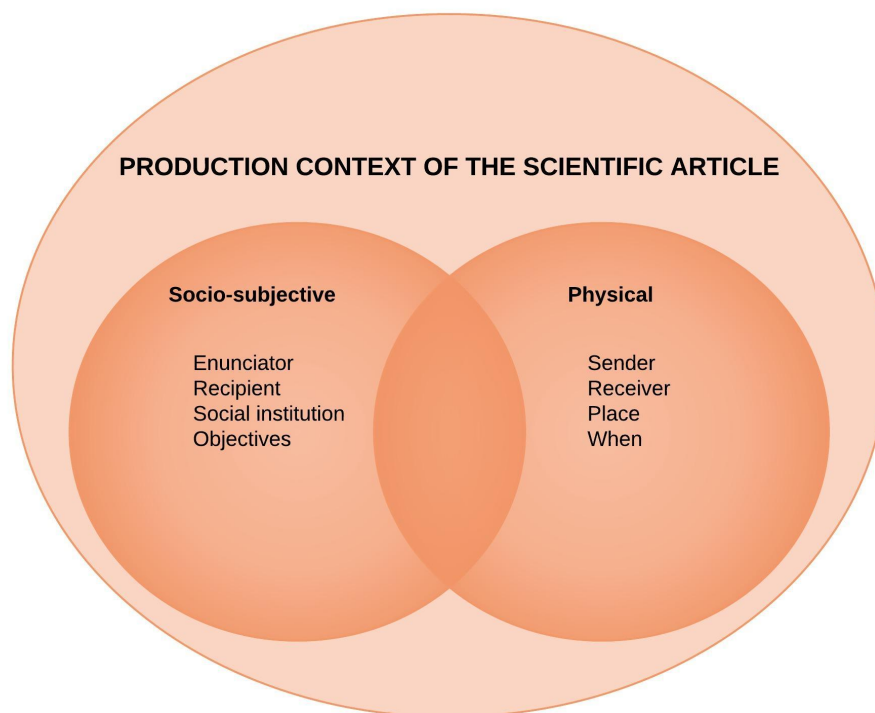 PRODUCTION CONTEXT OF THE SCIENTIFIC ARTICLE
Socio-subjective
Enunciator
Recipient
Social institution
Objectives
Physical
Sender
Receiver
Place
When